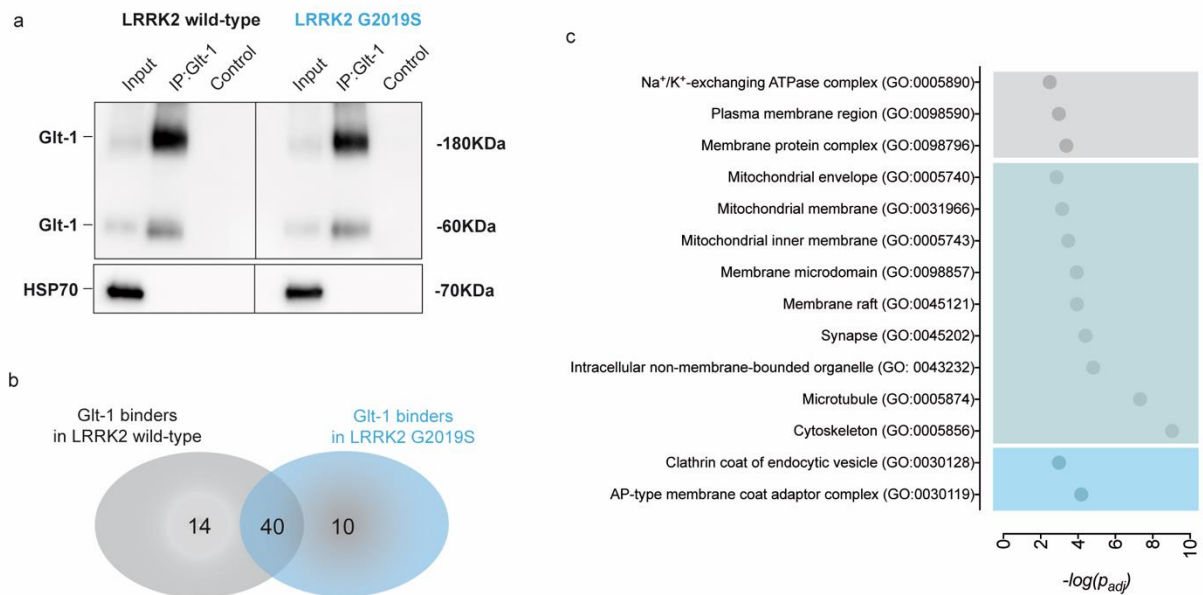 a
LRRK2 wild-type
LRRK2 G2019S
Input
IP:Glt-1
Control
Input
IP:Glt-1
Control
Glt-1
-180KDa
Glt-1
-60KDa
HSP70
-70KDa
b
Glt-1 binders
in LRRK2 wild-type
Glt-1 binders
in LRRK2 G2019S
14
40
10
c
Na⁺/K⁺-exchanging ATPase complex (GO:0005890)
Plasma membrane region (GO:0098590)
Membrane protein complex (GO:0098796)
Mitochondrial envelope (GO:0005740)
Mitochondrial membrane (GO:0031966)
Mitochondrial inner membrane (GO:0005743)
Membrane microdomain (GO:0098857)
Membrane raft (GO:0045121)
Synapse (GO:0045202)
Intracellular non-membrane-bounded organelle (GO: 0043232)
Microtubule (GO:0005874)
Cytoskeleton (GO:0005856)
Clathrin coat of endocytic vesicle (GO:0030128)
AP-type membrane coat adaptor complex (GO:0030119)
0 2 4 6 8 10
-log(p_adj)